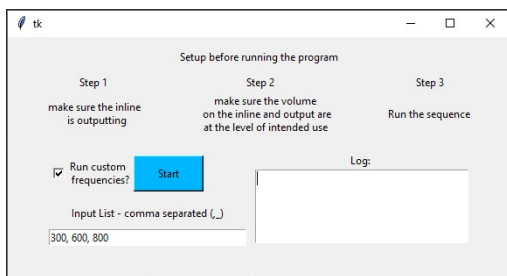 tk
Setup before running the program
Step 1
make sure the inline
is outputting
Step 2
make sure the volume
on the inline and output are
at the level of intended use
Step 3
Run the sequence
Run custom
frequencies?
Start
Input List - comma separated (,_)
300, 600, 800
Log: